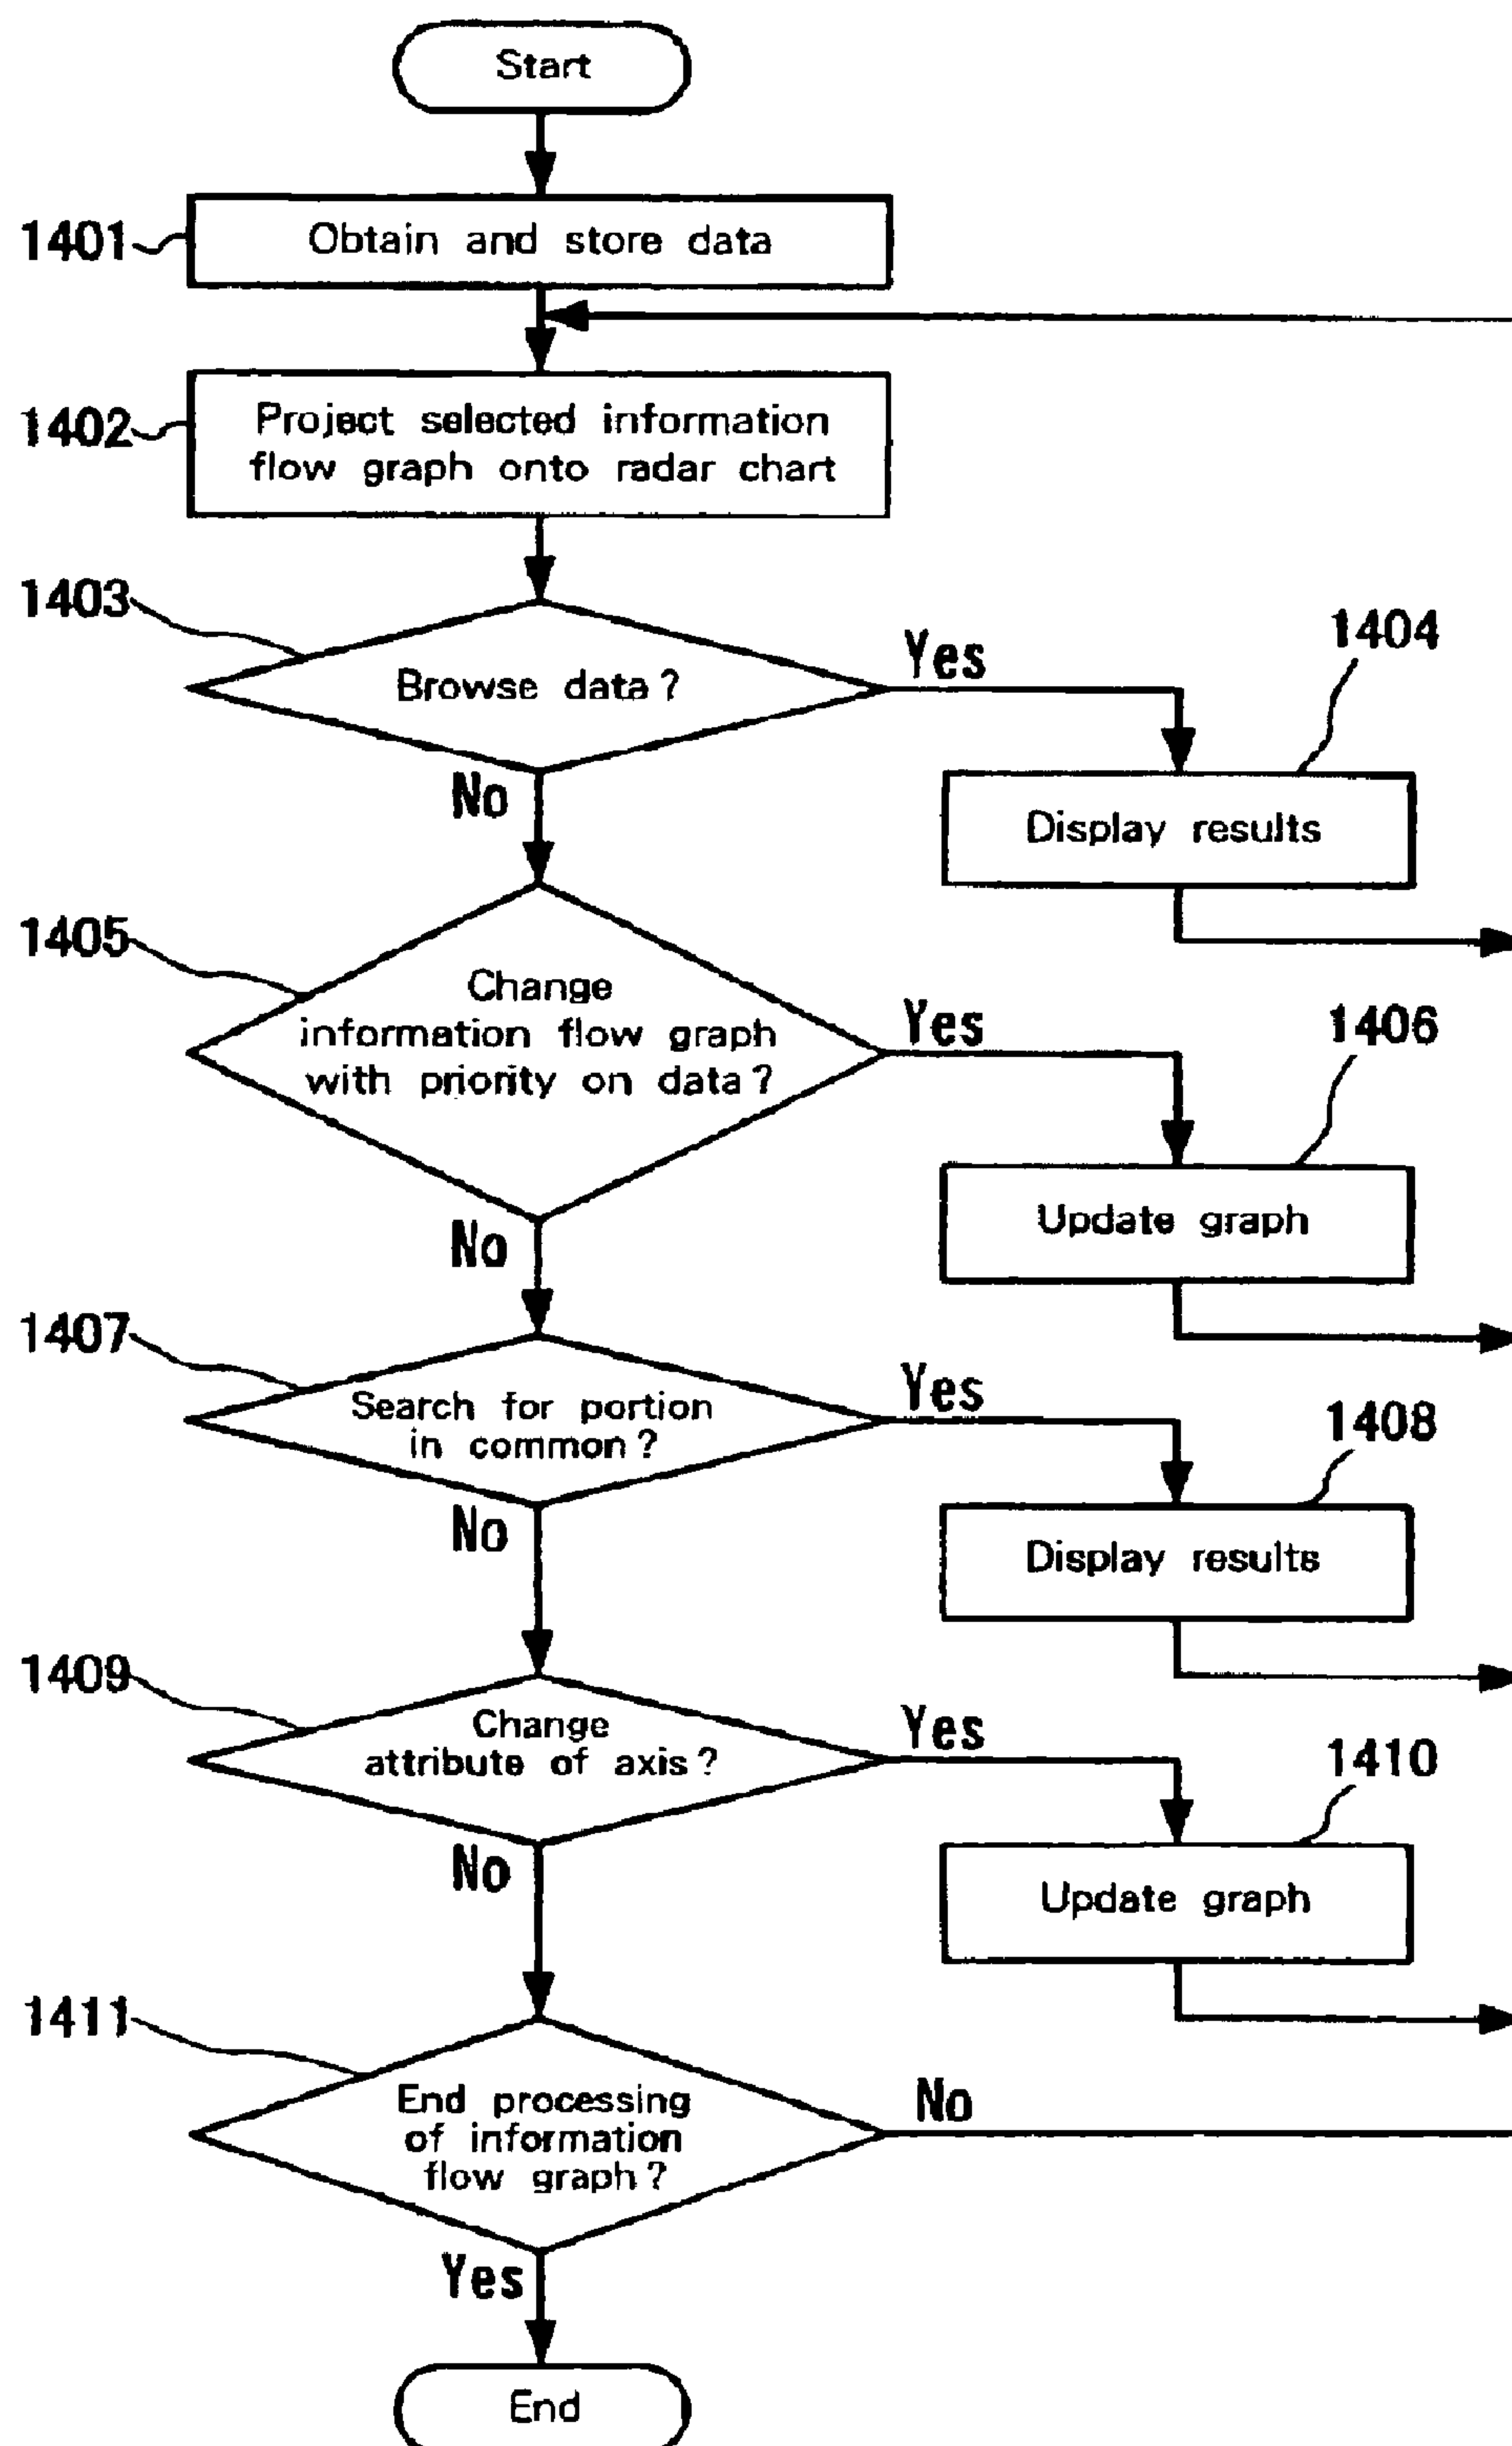 Start
1401
Obtain and store data
1402
Project selected information
flow graph onto radar chart
1403
Browse data?
Yes
1404
No
Display results
1405
Change
information flow graph
with priority on data?
Yes
1406
No
Update graph
1407
Search for portion
in common?
Yes
1408
No
Display results
1409
Change
attribute of axis?
Yes
1410
No
Update graph
1411
End processing
of information
flow graph?
No
Yes
End